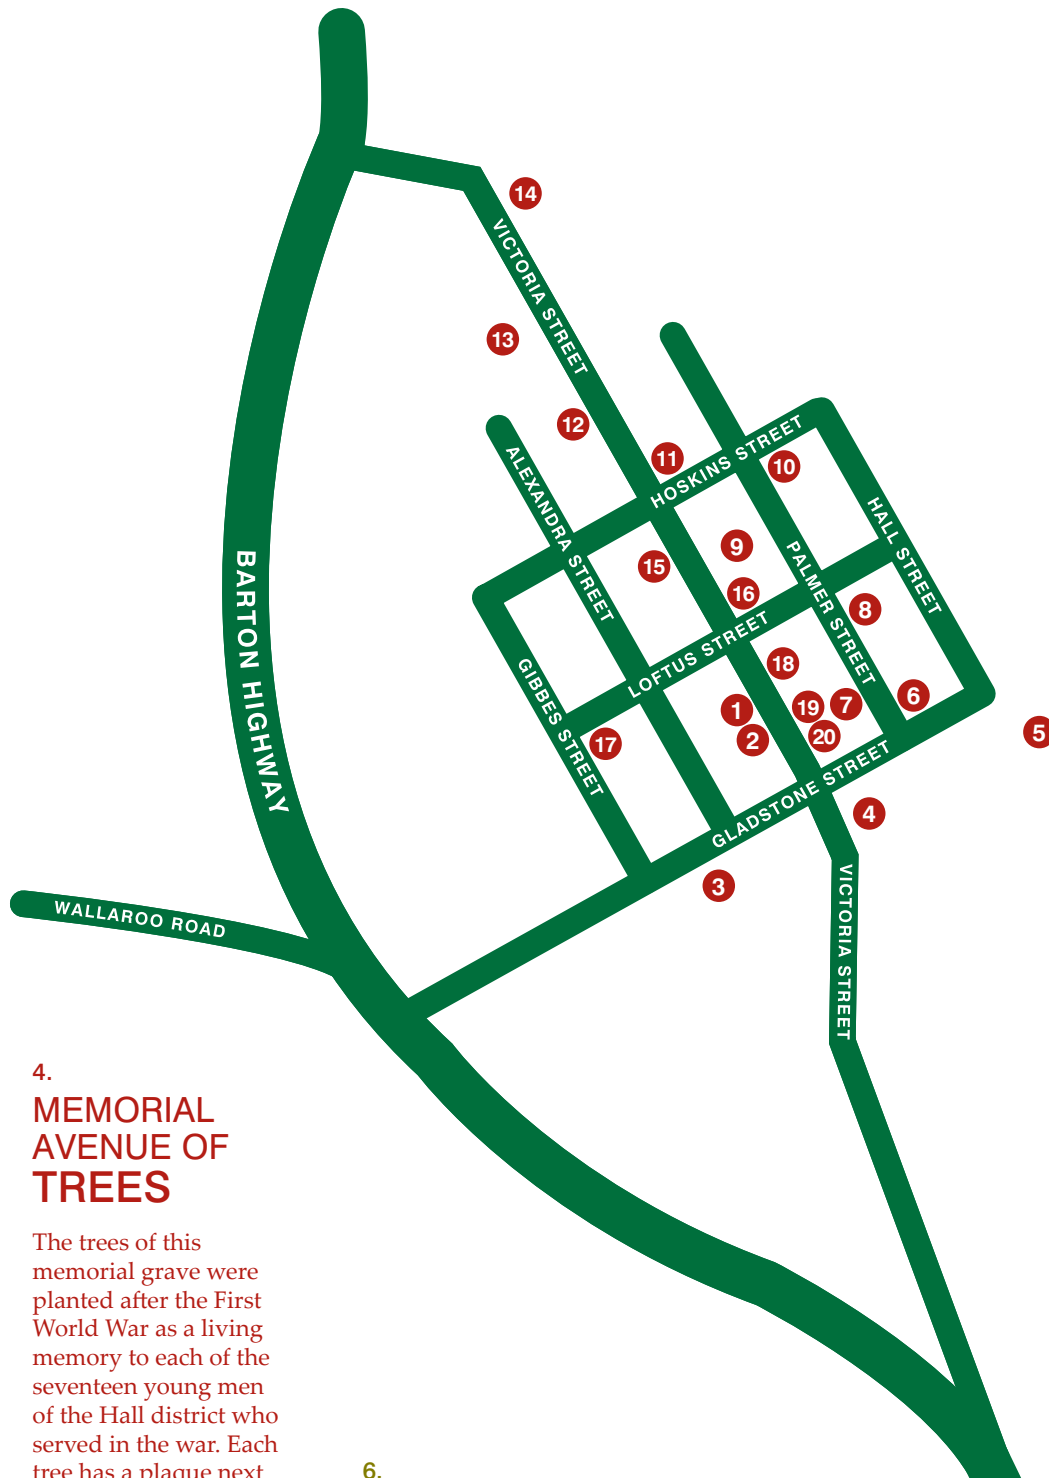 14
VICTORIA STREET
13
12
11
HOSKINS STREET
10
ALEXANDRA STREET
HALL STREET
9
PALMER STREET
15
16
8
BARTON HIGHWAY
LOFTUS STREET
18
GIBBES STREET
1
19
7
6
2
20
17
5
GLADSTONE STREET
4
3
VICTORIA STREET
WALLAROO ROAD
4.
MEMORIAL
AVENUE OF
TREES
The trees of this
memorial grave were
planted after the First
World War as a living
memory to each of the
seventeen young men
of the Hall district who
served in the war. Each
tree has a plaque next
6.